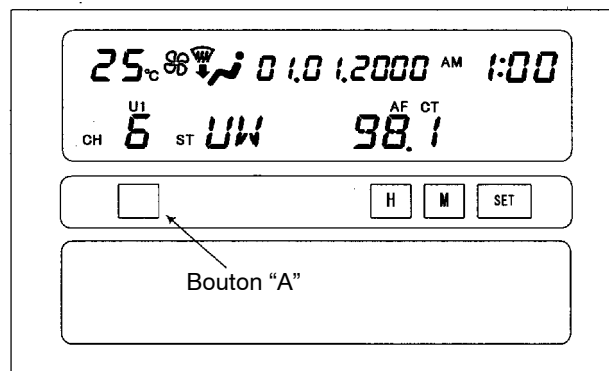 25°C 01.01.2000 AM 1:00
U1 AF CT
CH 6 ST UW 98.1
H M SET
Bouton “A”